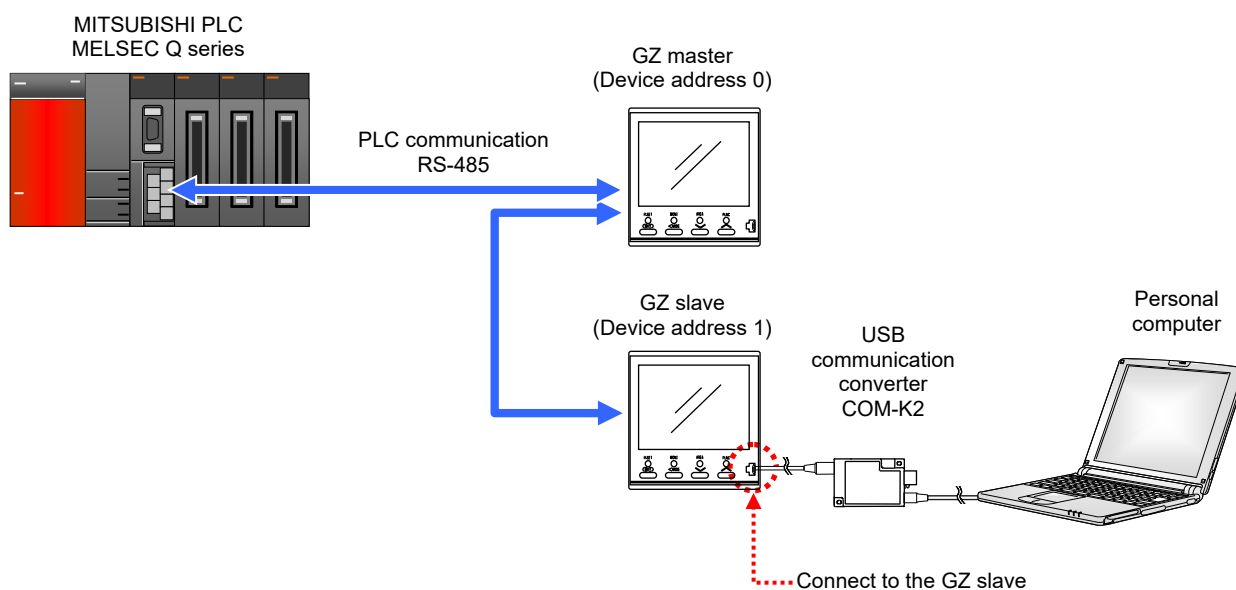 MITSUBISHI PLC
MELSEC Q series
GZ master
(Device address 0)
PLC communication
RS-485
GZ slave
(Device address 1)
USB
communication
converter
COM-K2
Personal
computer
Connect to the GZ slave